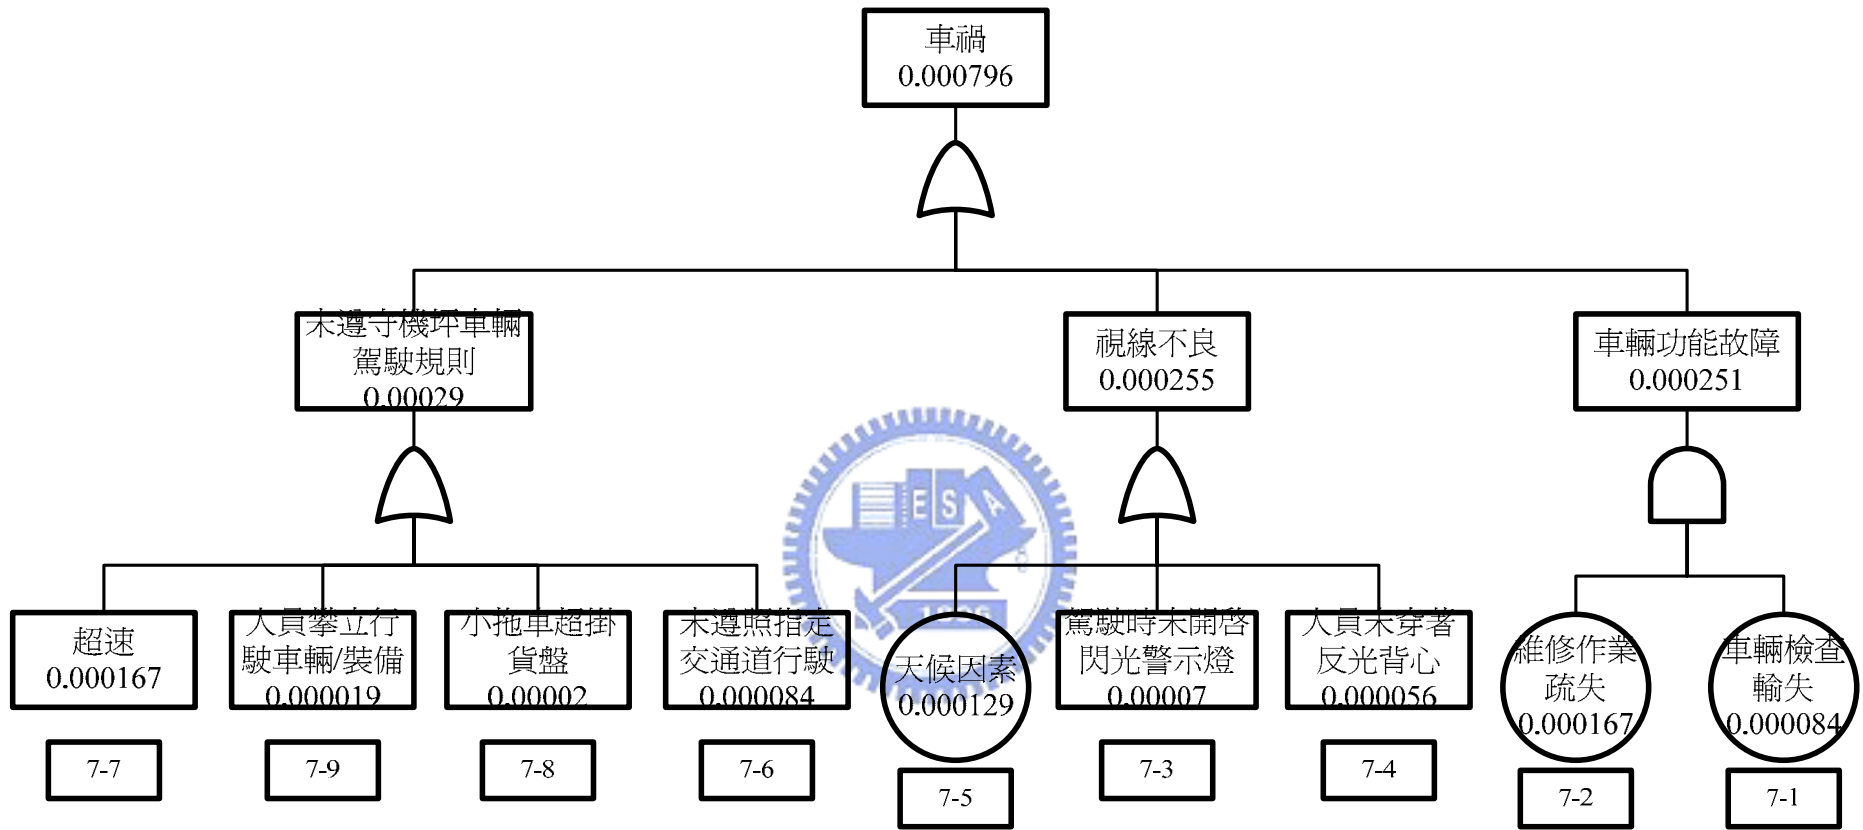 車禍
0.000796
未遵守機坪車輛
駕駛規則
0.00029
視線不良
0.000255
車輛功能故障
0.000251
超速
0.000167
人員攀立行
駛車輛/裝備
0.000019
小拖車超掛
貨盤
0.00002
未遵照指定
交通道行駛
0.000084
天候因素
0.000129
駕駛時未開啓
閃光警示燈
0.00007
人員未穿著
反光背心
0.000056
維修作業
疏失
0.000167
車輛檢查
輸失
0.000084
7-7
7-9
7-8
7-6
7-5
7-3
7-4
7-2
7-1
E S A
1896